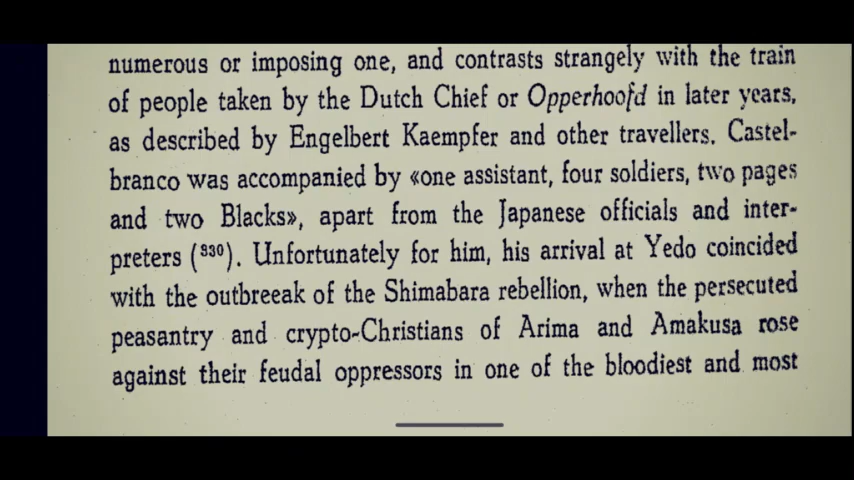 numerous or imposing one, and contrasts strangely with the train
of people taken by the Dutch Chief or Opperhoofd in later years,
as described by Engelbert Kaempfer and other travellers. Castel-
branco was accompanied by «one assistant, four soldiers, two pages
and two Blacks», apart from the Japanese officials and inter-
preters (330). Unfortunately for him, his arrival at Yedo coincided
with the outbreeak of the Shimabara rebellion, when the persecuted
peasantry and crypto-Christians of Arima and Amakusa rose
against their feudal oppressors in one of the bloodiest and most